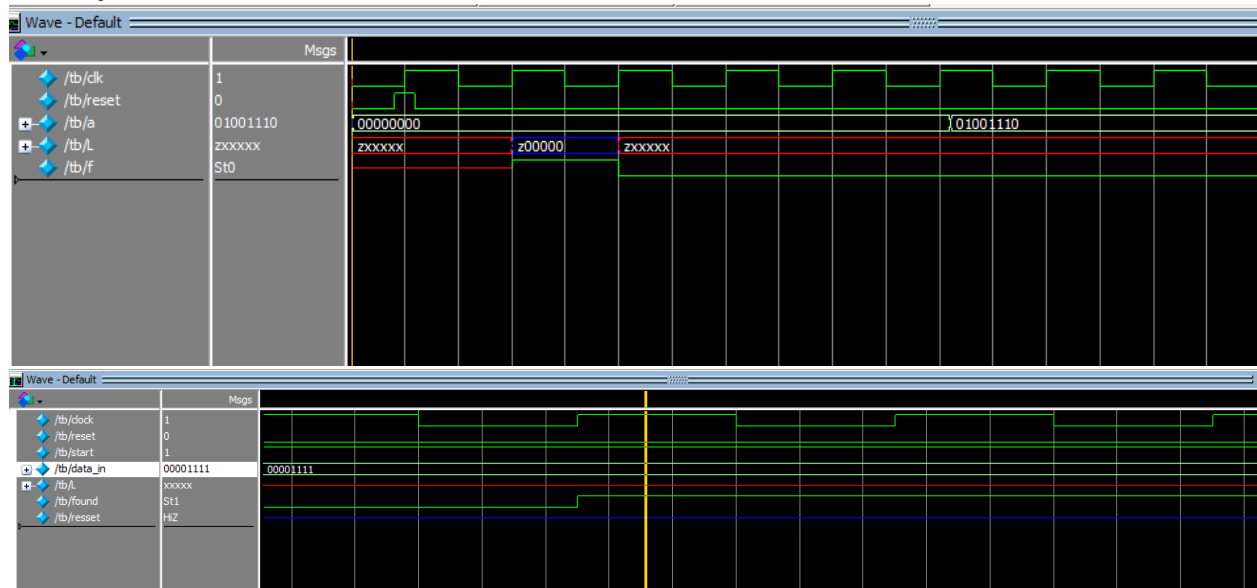 Wave - Default
Msgs
/tb/clk 1
/tb/reset 0
/tb/a 01001110 00000000 01001110
/tb/L zxxxxx zxxxxx z00000 zxxxxx
/tb/f St0
Wave - Default
Msgs
/tb/clock 1
/tb/reset 0
/tb/start 1
/tb/data_in 00001111 00001111
/tb/L xxxxx
/tb/found St1
/tb/resset HiZ